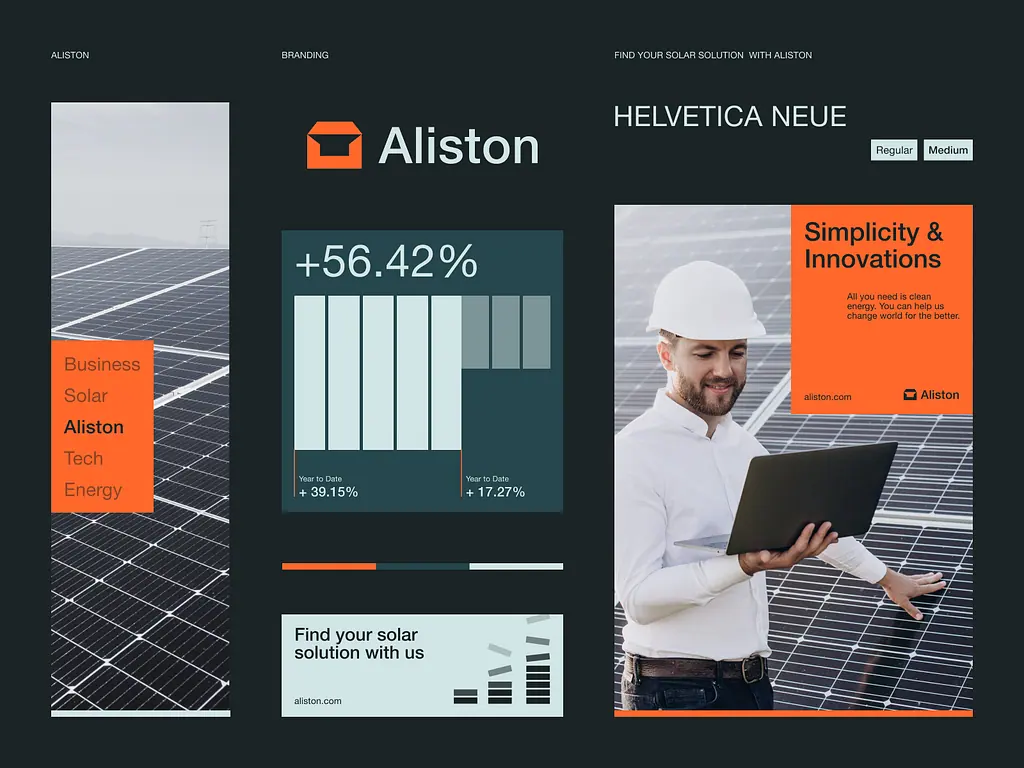 ALISTON
BRANDING
FIND YOUR SOLAR SOLUTION  WITH ALISTON
Business
Solar
Aliston
Tech
Energy
Aliston
+56.42%
Year to Date
+ 39.15%
Year to Date
+ 17.27%
Find your solar
solution with us
aliston.com
HELVETICA NEUE
Regular
Medium
Simplicity &
Innovations
All you need is clean
energy. You can help us
change world for the better.
aliston.com
Aliston